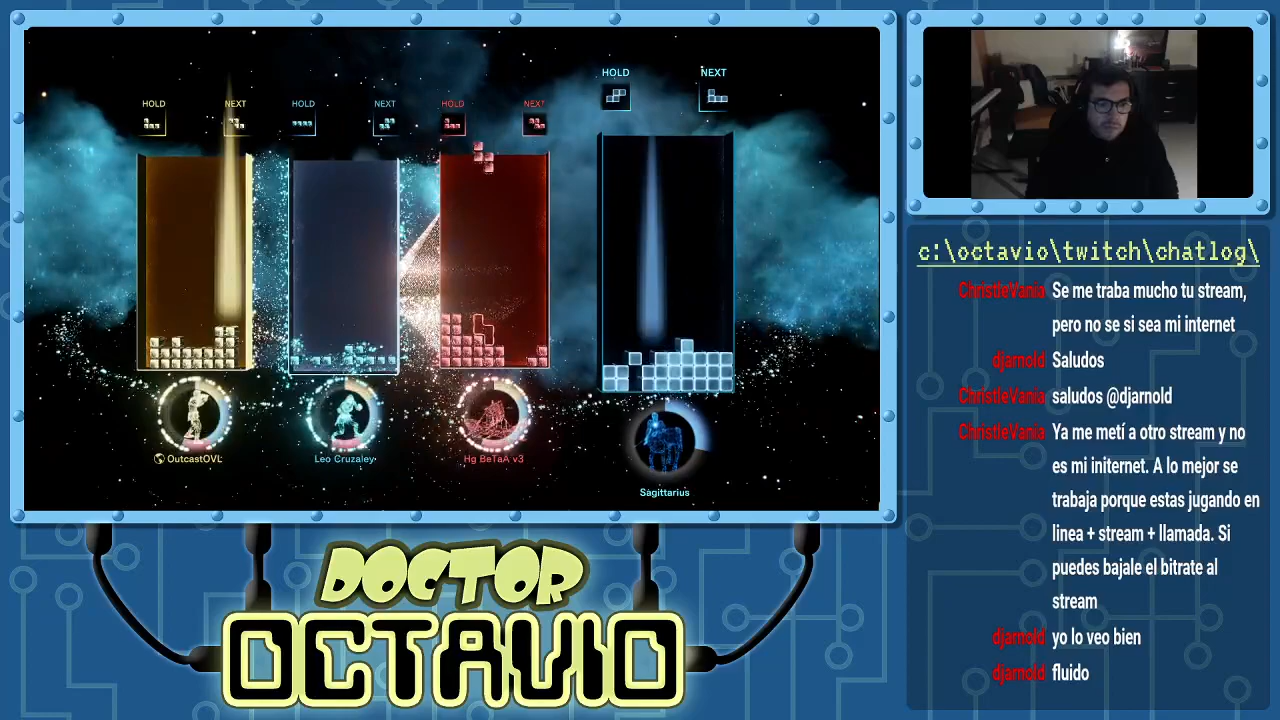 HOLD
NEXT
HOLD
NEXT
HOLD
NEXT
HOLD
NEXT
OutcastOVL
Leo Cruzaley
Hg BeTaA v3
Sagittarius
DOCTOR
OCTAVIO
c:\octavio\twitch\chatlog\
ChristleVania Se me traba mucho tu stream,
pero no se si sea mi internet
djarnold Saludos
ChristleVania saludos @djarnold
ChristleVania Ya me metí a otro stream y no
es mi initernet. A lo mejor se
trabaja porque estas jugando en
linea + stream + llamada. Si
puedes bajale el bitrate al
stream
djarnold yo lo veo bien
djarnold fluido